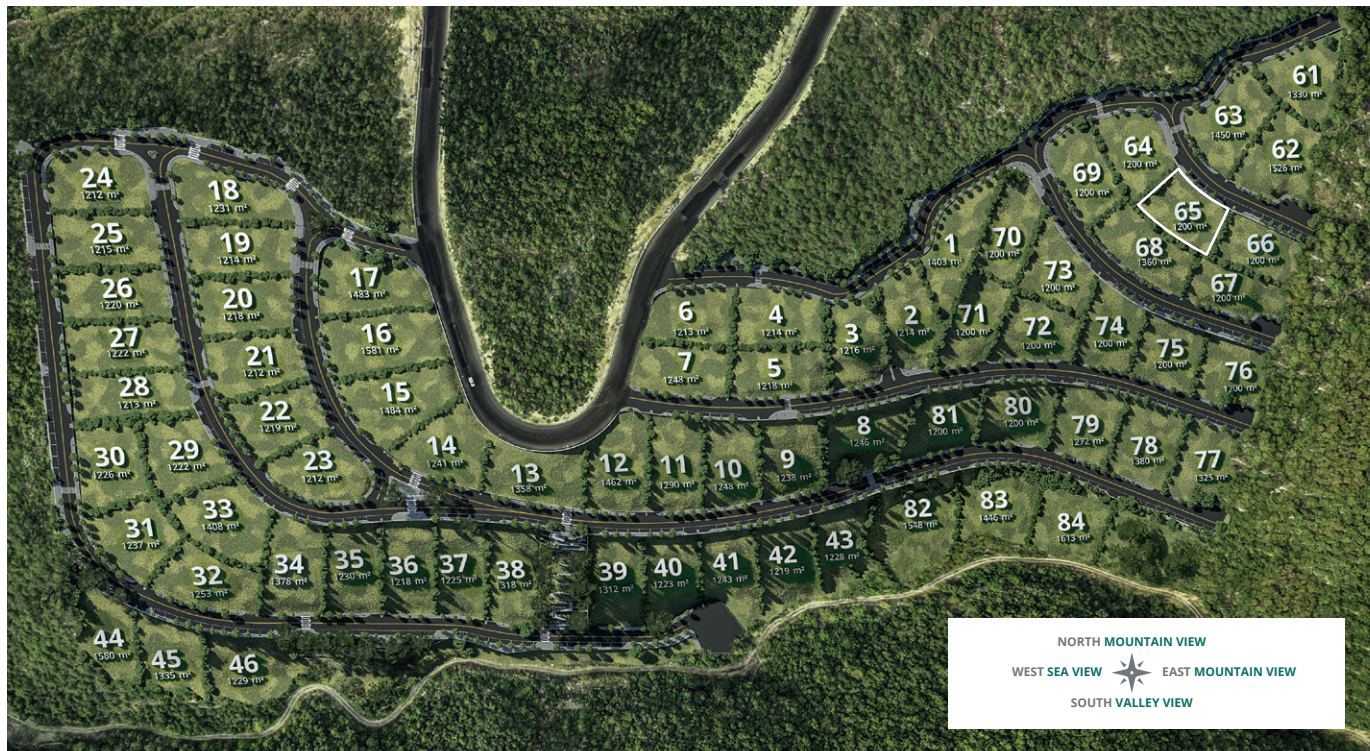 61
1330 m²
63
1450 m²
64
1200 m²
62
1526 m²
69
1200 m²
24
1212 m²
18
1231 m²
65
1200 m²
25
1215 m²
19
1214 m²
1
1403 m²
70
1200 m²
68
1360 m²
66
1200 m²
17
1483 m²
73
1200 m²
67
1200 m²
26
1220 m²
20
1218 m²
6
1213 m²
4
1214 m²
3
1216 m²
2
1214 m²
71
1200 m²
72
1200 m²
74
1200 m²
27
1222 m²
16
1581 m²
21
1212 m²
7
1248 m²
5
1218 m²
75
1200 m²
76
1200 m²
28
1213 m²
15
1484 m²
22
1219 m²
8
1246 m²
81
1200 m²
80
1200 m²
79
1272 m²
78
380 m²
77
1325 m²
30
1226 m²
29
1222 m²
23
1212 m²
14
1241 m²
13
1358 m²
12
1462 m²
11
1290 m²
10
1248 m²
9
1238 m²
31
1237 m²
33
1408 m²
82
1548 m²
83
1446 m²
84
1613 m²
32
1253 m²
34
1378 m²
35
1230 m²
36
1218 m²
37
1225 m²
38
318 m²
39
1312 m²
40
1223 m²
41
1243 m²
42
1219 m²
43
1228 m²
44
1580 m²
45
1335 m²
46
1229 m²
NORTH MOUNTAIN VIEW
WEST SEA VIEW EAST MOUNTAIN VIEW
SOUTH VALLEY VIEW